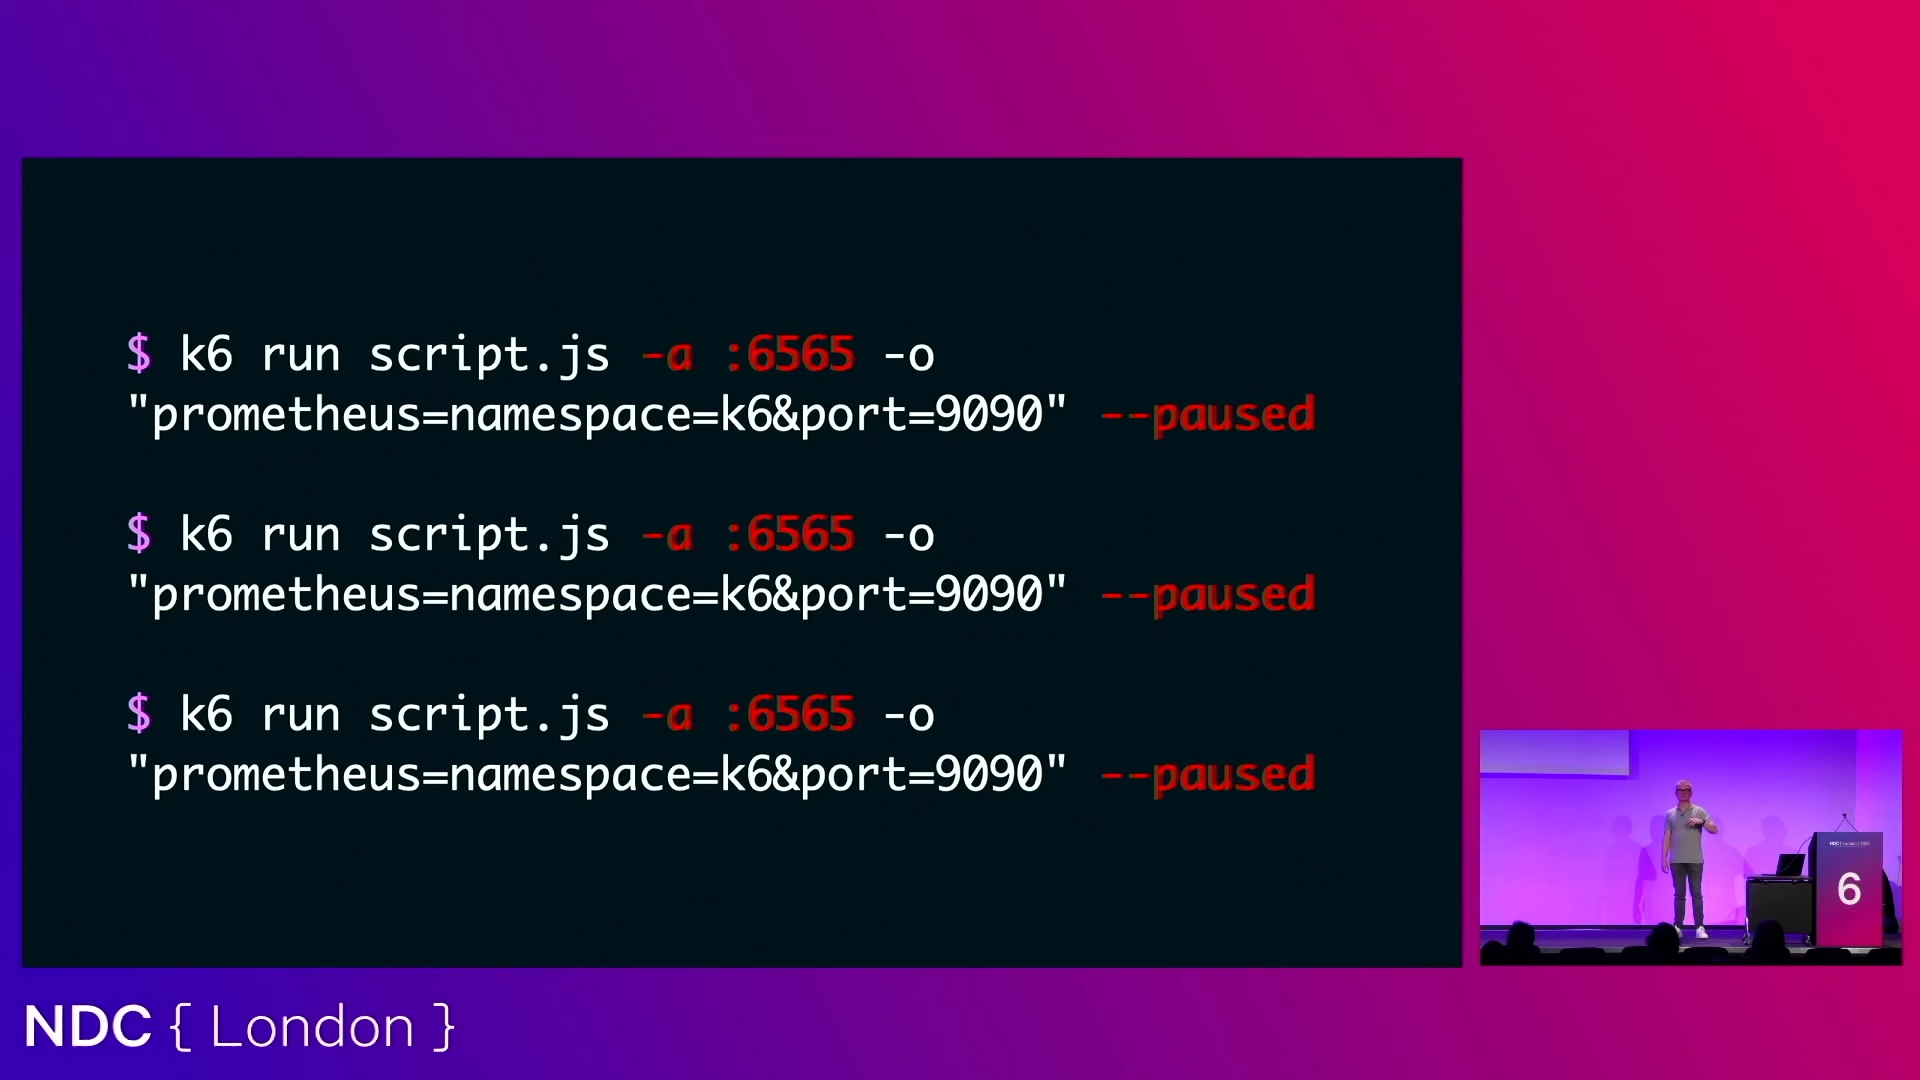 $ k6 run script.js -a :6565 -o
"prometheus=namespace=k6&port=9090" --paused
$ k6 run script.js -a :6565 -o
"prometheus=namespace=k6&port=9090" --paused
$ k6 run script.js -a :6565 -o
"prometheus=namespace=k6&port=9090" --paused
6
NDC { London }